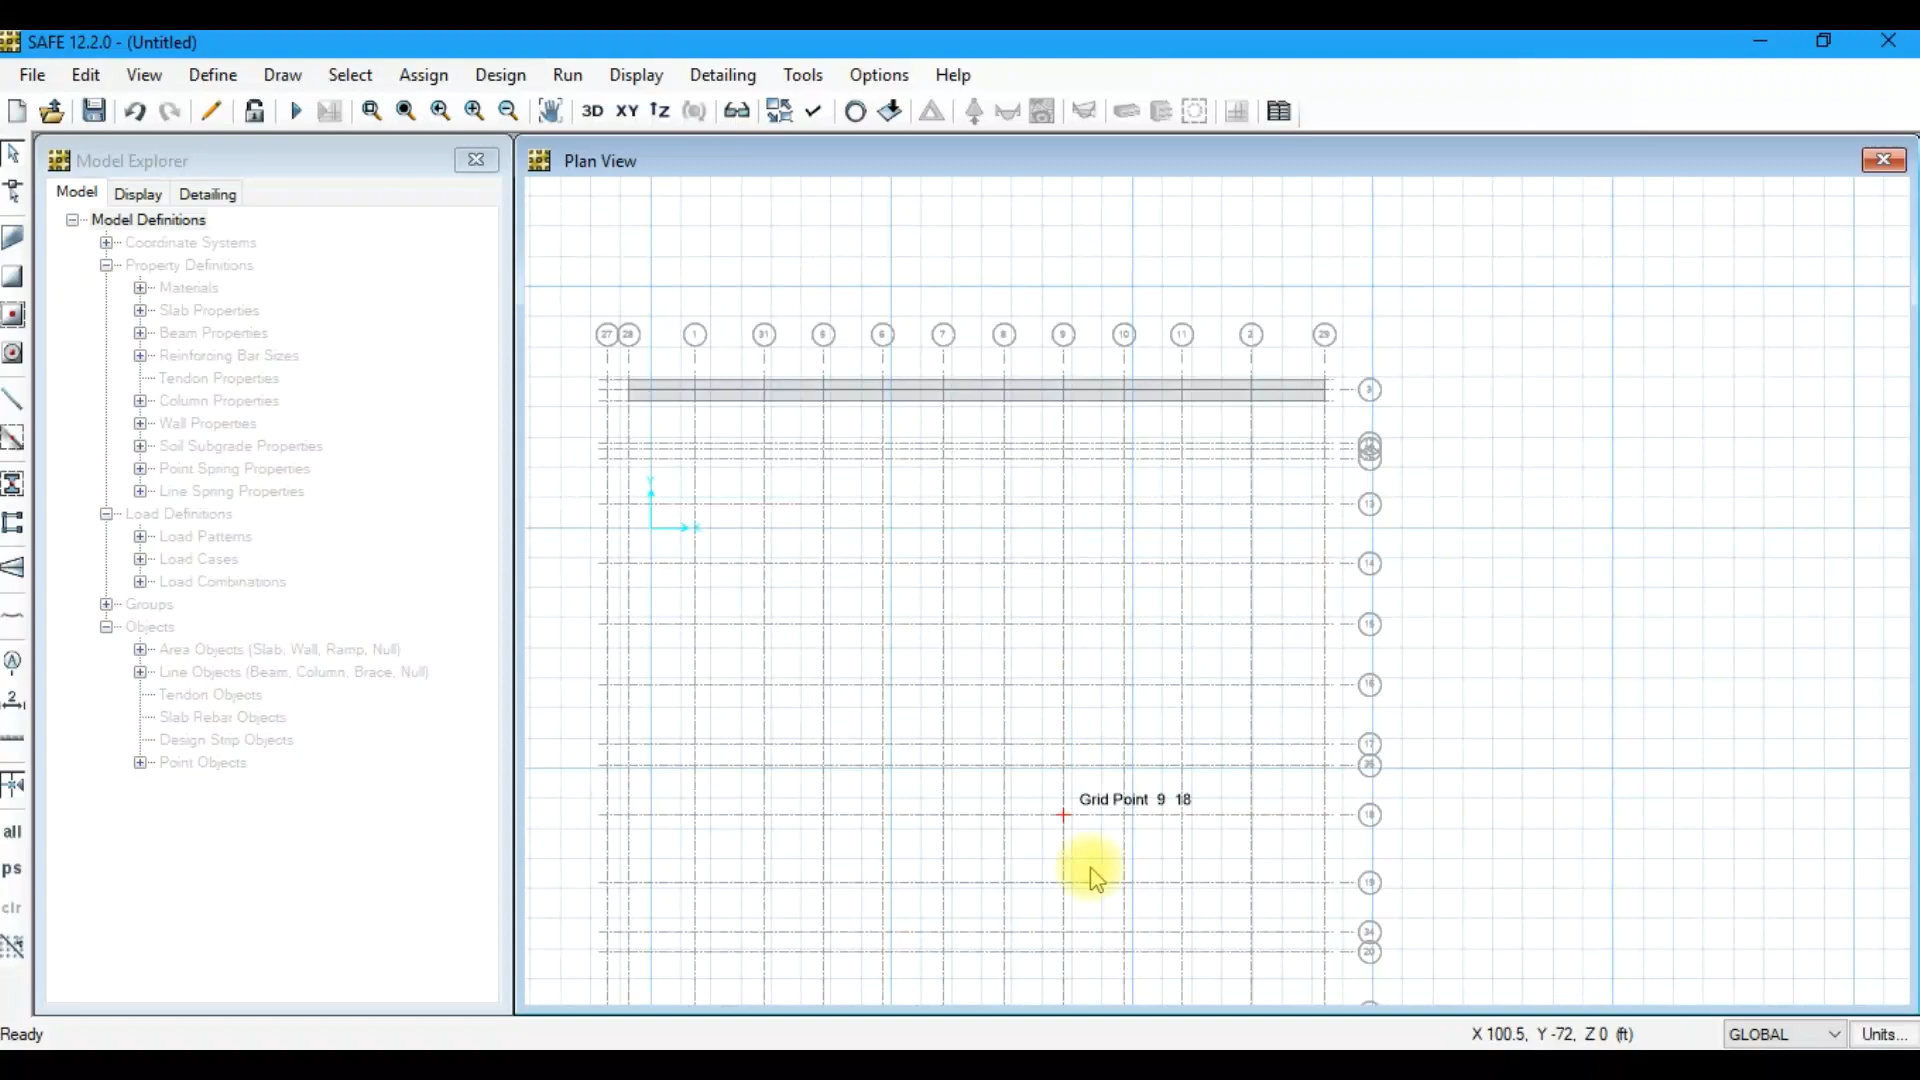 SAFE 12.2.0 - (Untitled)
File Edit View Define Draw Select Assign Design Run Display Detailing Tools Options Help
3D XY
Model Explorer
Plan View
Model Display Detailing
Model Definitions
Coordinate Systems
Property Definitions
Materials
Slab Properties
Beam Properties
Reinforcing Bar Sizes
Tendon Properties
Column Properties
Wall Properties
Soil Subgrade Properties
Point Spring Properties
Line Spring Properties
Load Definitions
Load Patterns
Load Cases
Load Combinations
Groups
Objects
Area Objects (Slab, Wall, Ramp, Null)
Line Objects (Beam, Column, Brace, Null)
Tendon Objects
Slab Rebar Objects
Design Strip Objects
Point Objects
all
ps
clr
27 28 1 31 5 6 7 8 9 10 11 2 29
3
13
14
15
16
17
Grid Point 9 18
18
19
34
20
Y
X
Ready
X 100.5, Y -72, Z 0 (ft)
GLOBAL
Units...